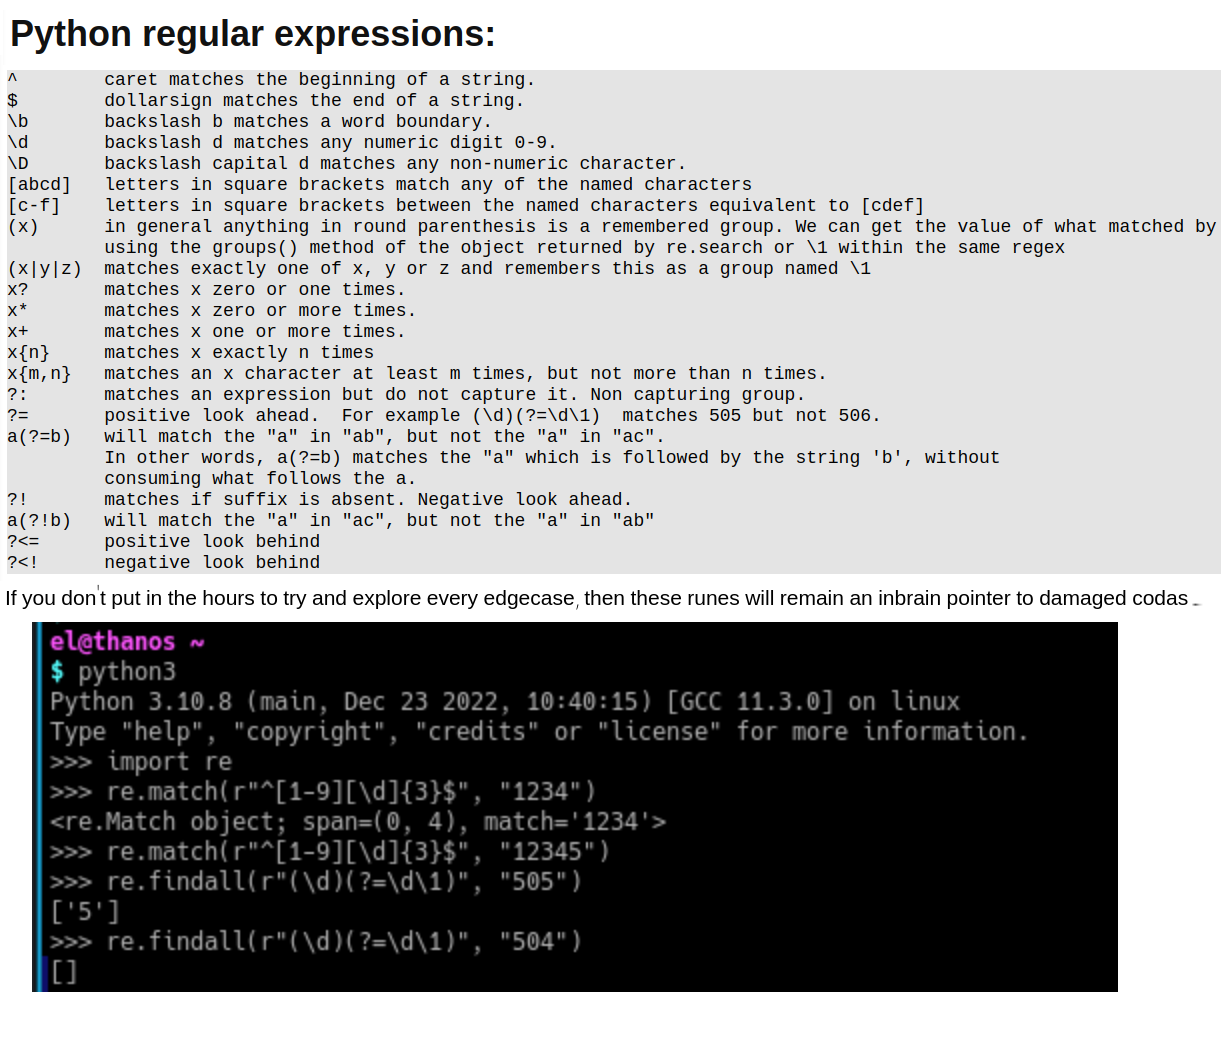 Python regular expressions:
^        caret matches the beginning of a string.
$        dollarsign matches the end of a string.
\b       backslash b matches a word boundary.
\d       backslash d matches any numeric digit 0-9.
\D       backslash capital d matches any non-numeric character.
[abcd]   letters in square brackets match any of the named characters
[c-f]    letters in square brackets between the named characters equivalent to [cdef]
(x)      in general anything in round parenthesis is a remembered group. We can get the value of what matched by
         using the groups() method of the object returned by re.search or \1 within the same regex
(x|y|z)  matches exactly one of x, y or z and remembers this as a group named \1
x?       matches x zero or one times.
x*       matches x zero or more times.
x+       matches x one or more times.
x{n}     matches x exactly n times
x{m,n}   matches an x character at least m times, but not more than n times.
?:       matches an expression but do not capture it. Non capturing group.
?=       positive look ahead.  For example (\d)(?=\d\1)  matches 505 but not 506.
a(?=b)   will match the "a" in "ab", but not the "a" in "ac".
         In other words, a(?=b) matches the "a" which is followed by the string 'b', without
         consuming what follows the a.
?!       matches if suffix is absent. Negative look ahead.
a(?!b)   will match the "a" in "ac", but not the "a" in "ab"
?<=      positive look behind
?<!      negative look behind
If you don't put in the hours to try and explore every edgecase, then these runes will remain an inbrain pointer to damaged codas
el@thanos ~
$ python3
Python 3.10.8 (main, Dec 23 2022, 10:40:15) [GCC 11.3.0] on linux
Type "help", "copyright", "credits" or "license" for more information.
>>> import re
>>> re.match(r"^[1-9][\d]{3}$", "1234")
<re.Match object; span=(0, 4), match='1234'>
>>> re.match(r"^[1-9][\d]{3}$", "12345")
>>> re.findall(r"(\d)(?=\d\1)", "505")
['5']
>>> re.findall(r"(\d)(?=\d\1)", "504")
[]